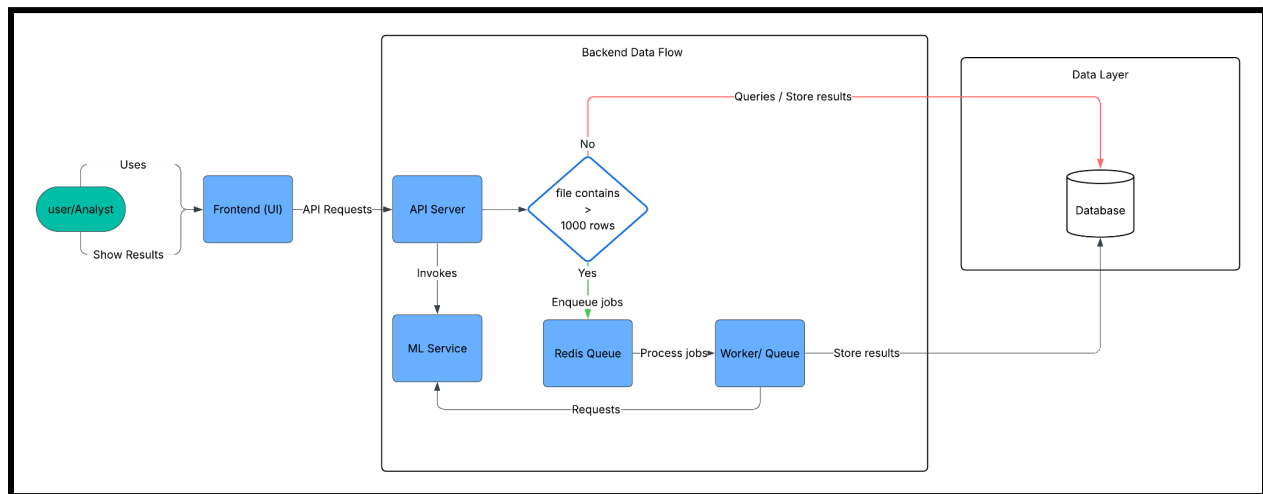 Backend Data Flow
Data Layer
Queries / Store results
No
Uses
user/Analyst
Show Results
Frontend (UI)
API Requests
API Server
file contains
>
1000 rows
Database
Invokes
Yes
Enqueue jobs
ML Service
Redis Queue
Process jobs
Worker/ Queue
Store results
Requests